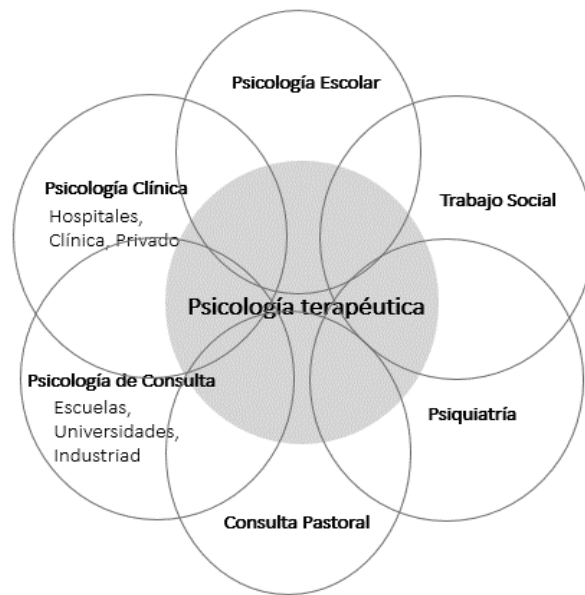 Psicología Escolar
Psicología Clínica
Hospitales,
Clínica, Privado
Trabajo Social
Psicología terapéutica
Psicología de Consulta
Escuelas,
Universidades,
Industriad
Psiquiatría
Consulta Pastoral